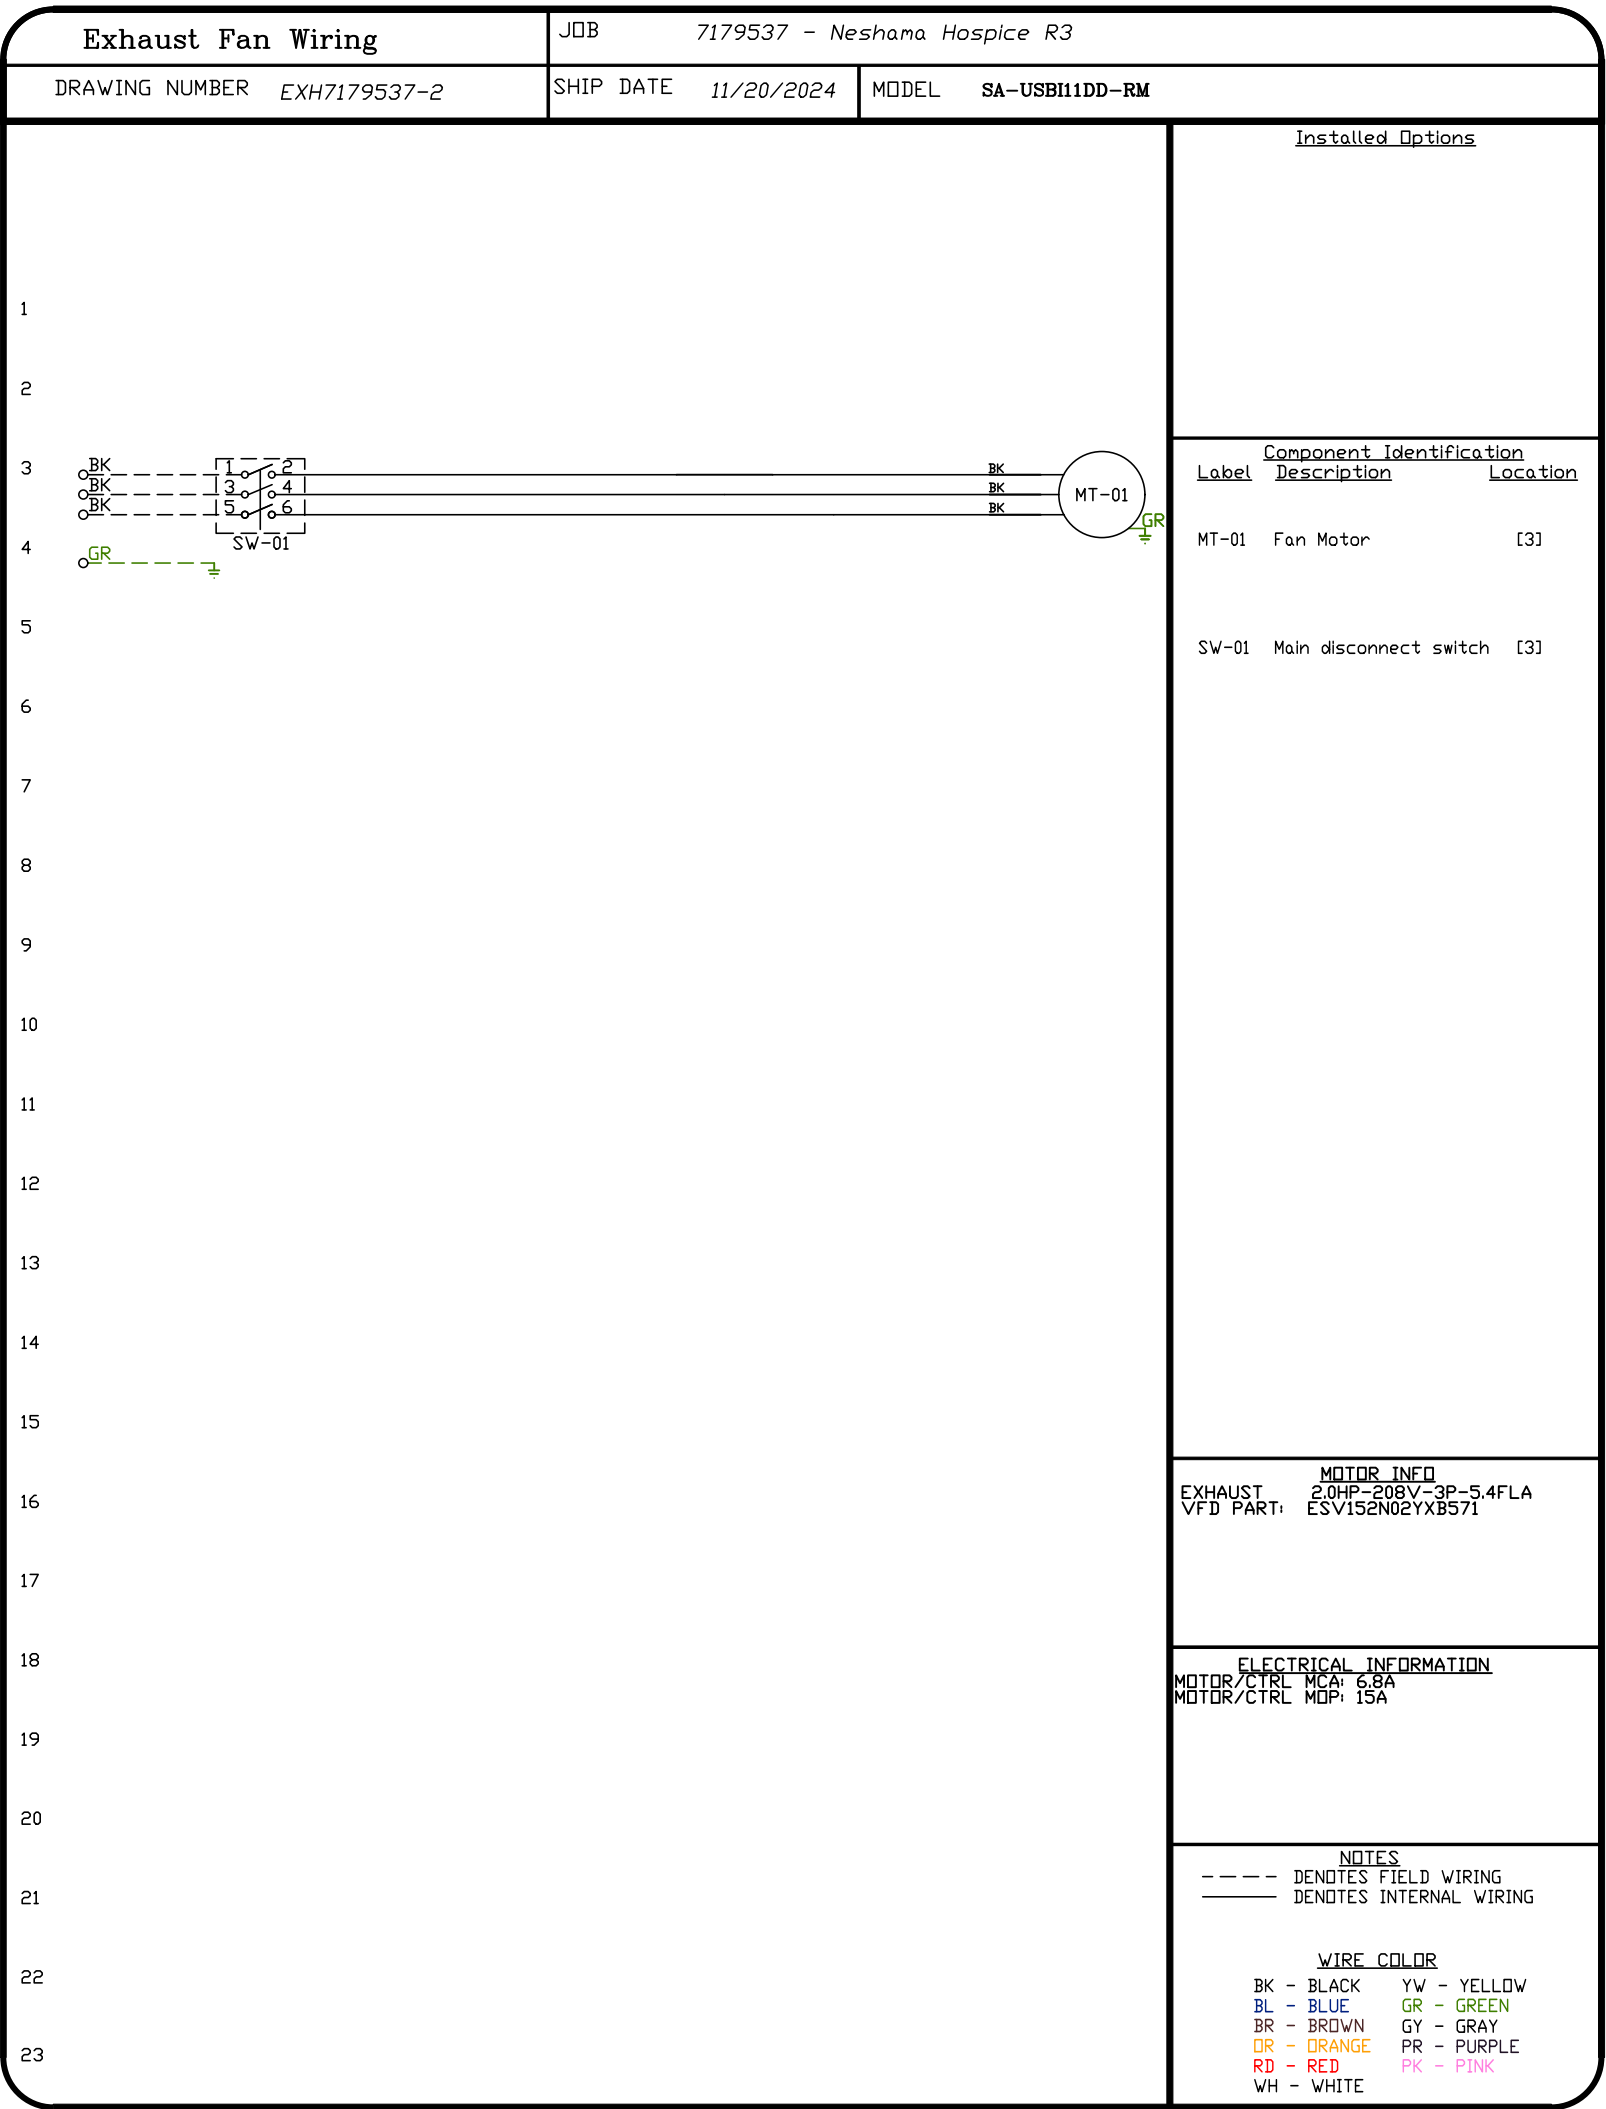 Exhaust Fan Wiring
JOB 7179537 - Neshama Hospice R3
DRAWING NUMBER EXH7179537-2
SHIP DATE 11/20/2024
MODEL SA-USBI11DD-RM
Installed Options
1
2
3
BK 1 2 BK
BK 3 4 BK MT-01
BK 5 6 BK
GR
SW-01
4
GR
5
6
7
8
9
10
11
12
13
14
15
16
17
18
19
20
21
22
23
Component Identification
Label Description Location
MT-01 Fan Motor [3]
SW-01 Main disconnect switch [3]
MOTOR INFO
EXHAUST 2.0HP-208V-3P-5.4FLA
VFD PART: ESV152N02YXB571
ELECTRICAL INFORMATION
MOTOR/CTRL MCA: 6.8A
MOTOR/CTRL MOP: 15A
NOTES
DENOTES FIELD WIRING
DENOTES INTERNAL WIRING
WIRE COLOR
BK - BLACK YW - YELLOW
BL - BLUE GR - GREEN
BR - BROWN GY - GRAY
OR - ORANGE PR - PURPLE
RD - RED PK - PINK
WH - WHITE